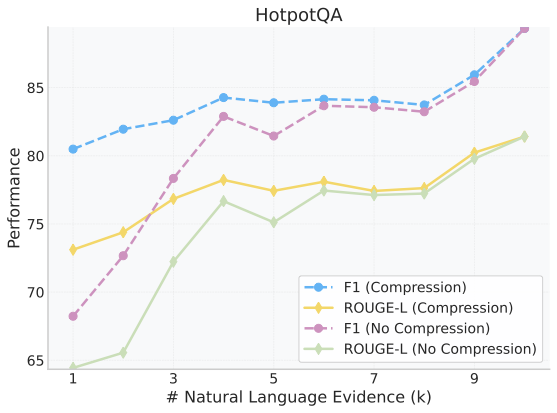 HotpotQA
Performance
85
80
75
70
65
1 3 5 7 9
# Natural Language Evidence (k)
F1 (Compression)
ROUGE-L (Compression)
F1 (No Compression)
ROUGE-L (No Compression)